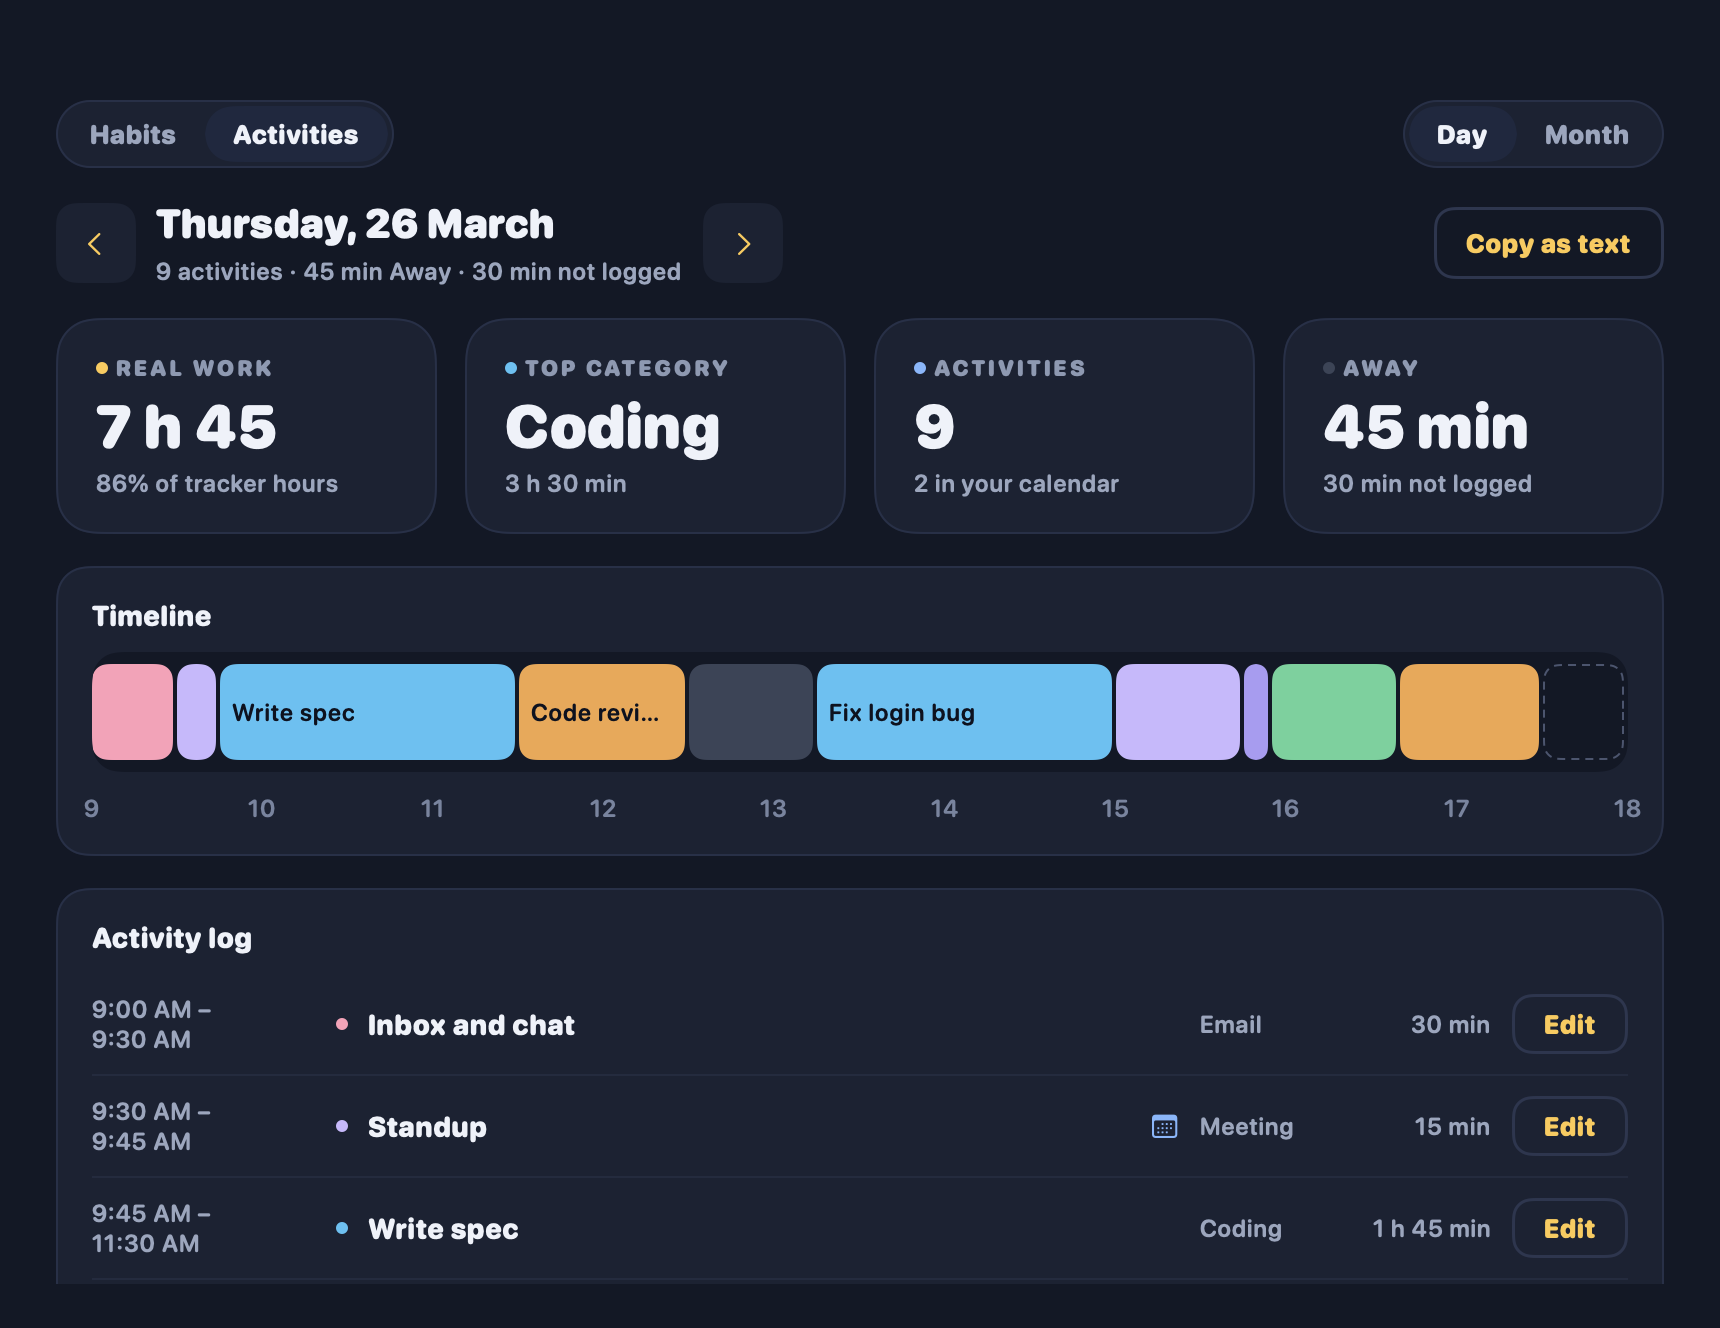 Habits
Activities
Day
Month
Thursday, 26 March
9 activities · 45 min Away · 30 min not logged
Copy as text
REAL WORK
7 h 45
86% of tracker hours
TOP CATEGORY
Coding
3 h 30 min
ACTIVITIES
9
2 in your calendar
AWAY
45 min
30 min not logged
Timeline
Write spec
Code revi...
Fix login bug
9 10 11 12 13 14 15 16 17 18
Activity log
9:00 AM –
9:30 AM
Inbox and chat
Email
30 min
Edit
9:30 AM –
9:45 AM
Standup
Meeting
15 min
Edit
9:45 AM –
11:30 AM
Write spec
Coding
1 h 45 min
Edit